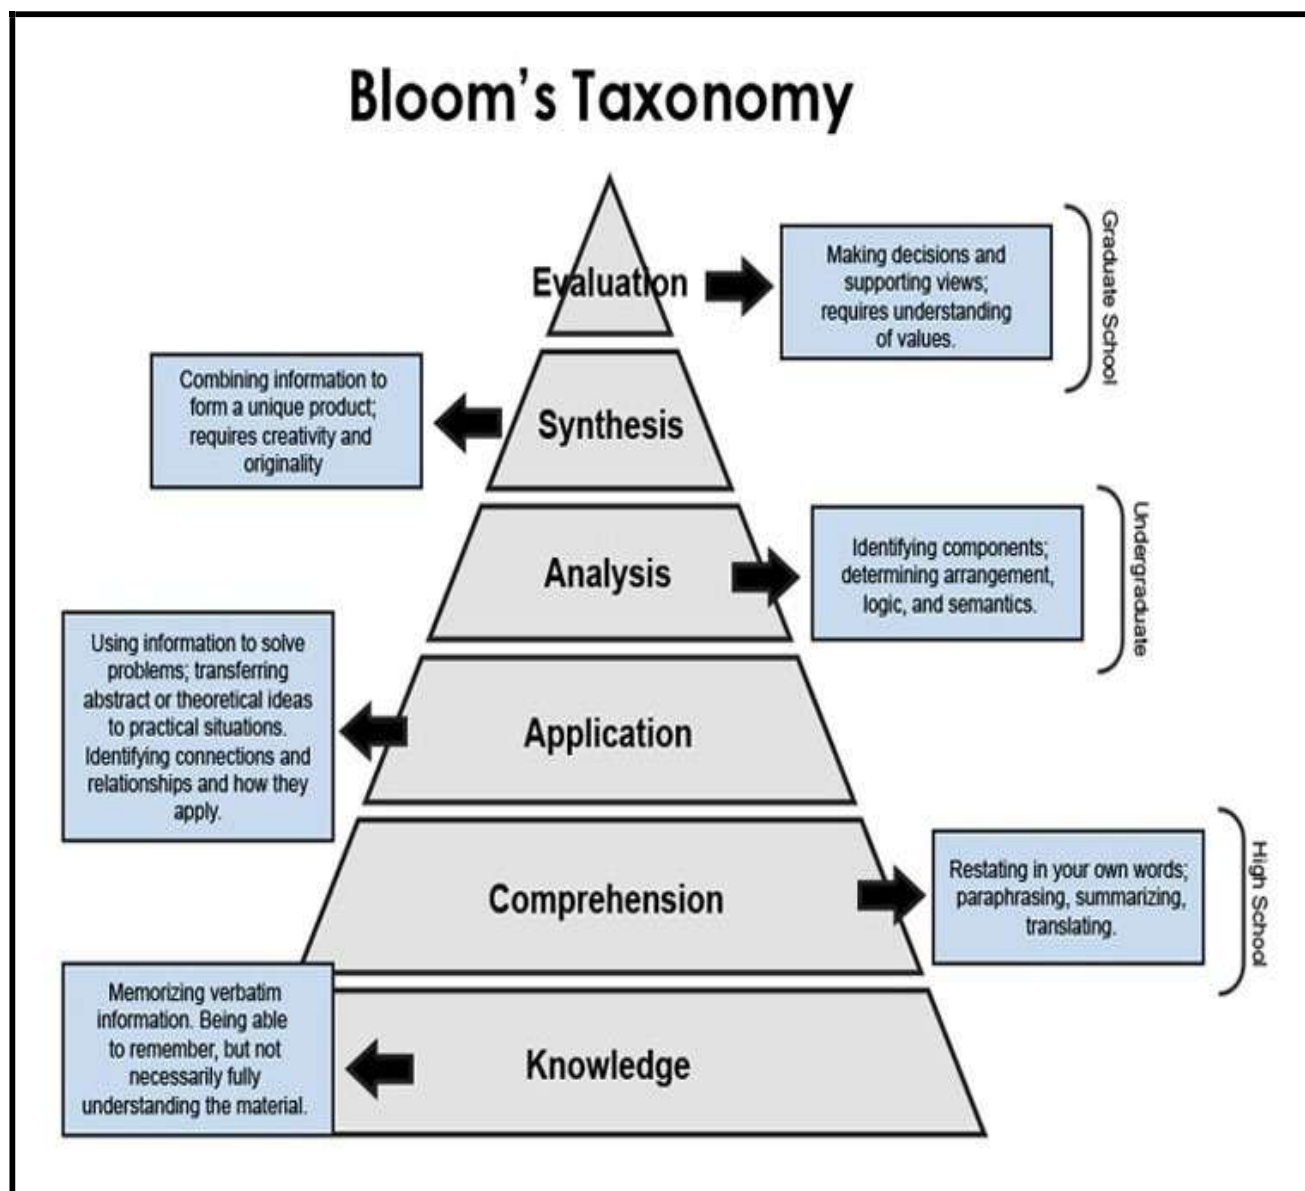 Bloom's Taxonomy
Evaluation
Making decisions and
supporting views;
requires understanding
of values.
Graduate School
Combining information to
form a unique product;
requires creativity and
originality
Synthesis
Analysis
Identifying components;
determining arrangement,
logic, and semantics.
Undergraduate
Using information to solve
problems; transferring
abstract or theoretical ideas
to practical situations.
Identifying connections and
relationships and how they
apply.
Application
Comprehension
Restating in your own words;
paraphrasing, summarizing,
translating.
High School
Memorizing verbatim
information. Being able
to remember, but not
necessarily fully
understanding the material.
Knowledge